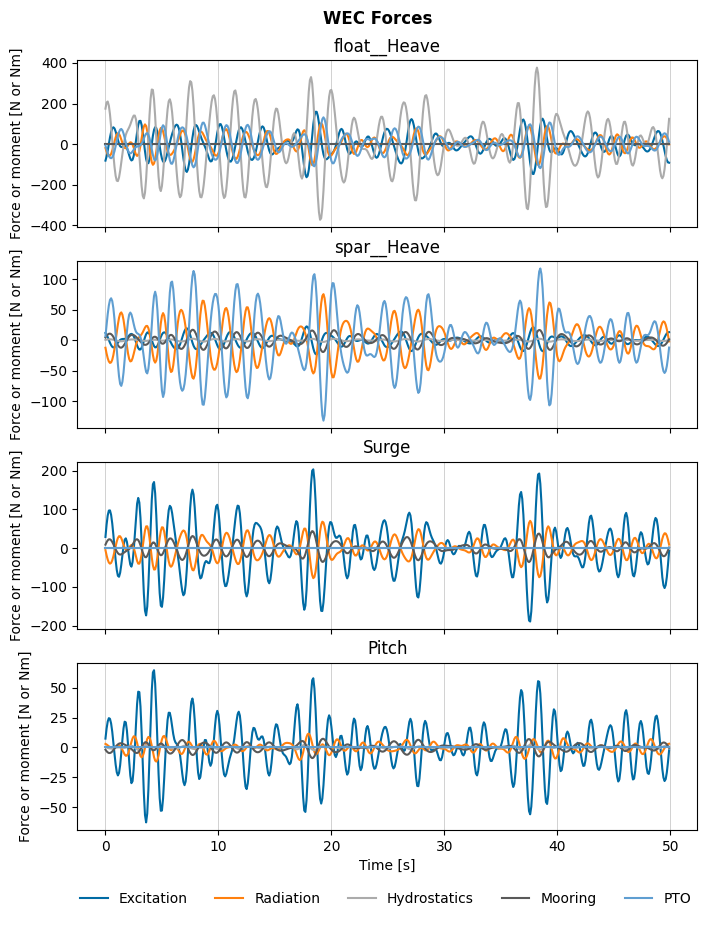 WEC Forces
float__Heave
Force or moment [N or Nm]
400
200
0
−200
−400
spar__Heave
Force or moment [N or Nm]
100
50
0
−50
−100
Surge
Force or moment [N or Nm]
200
100
0
−100
−200
Pitch
Force or moment [N or Nm]
50
25
0
−25
−50
0 10 20 30 40 50
Time [s]
Excitation Radiation Hydrostatics Mooring PTO